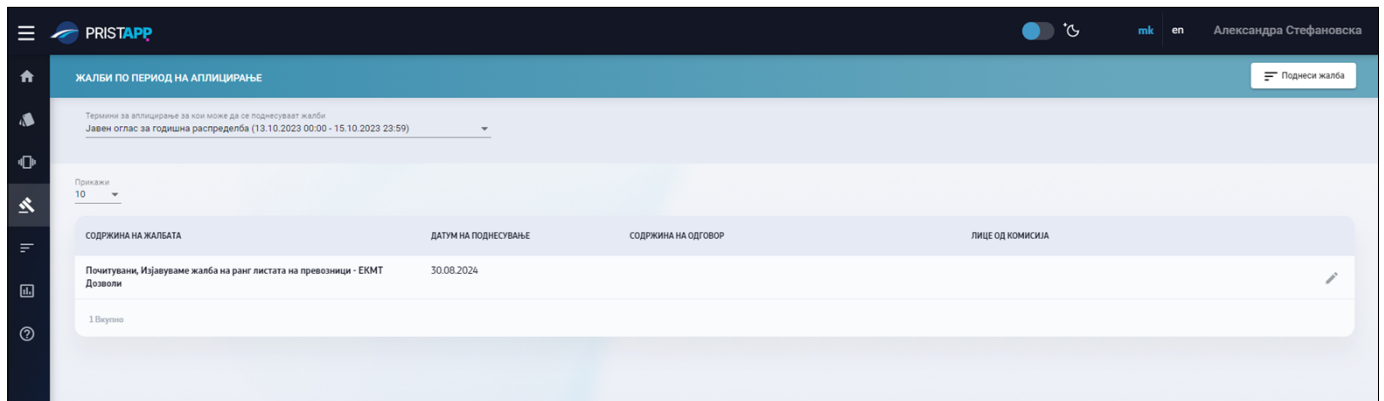 PRISTAPP
mk en Александра Стефановска
ЖАЛБИ ПО ПЕРИОД НА АПЛИЦИРАЊЕ
Поднеси жалба
Термини за аплицирање за кои може да се поднесуваат жалби
Јавен оглас за годишна распределба (13.10.2023 00:00 - 15.10.2023 23:59)
Прикажи
10
СОДРЖИНА НА ЖАЛБАТА ДАТУМ НА ПОДНЕСУВАЊЕ СОДРЖИНА НА ОДГОВОР ЛИЦЕ ОД КОМИСИЈА
Почитувани, Изјавуваме жалба на ранг листата на превозници - ЕКМТ 30.08.2024
Дозволи
1 Вкупно